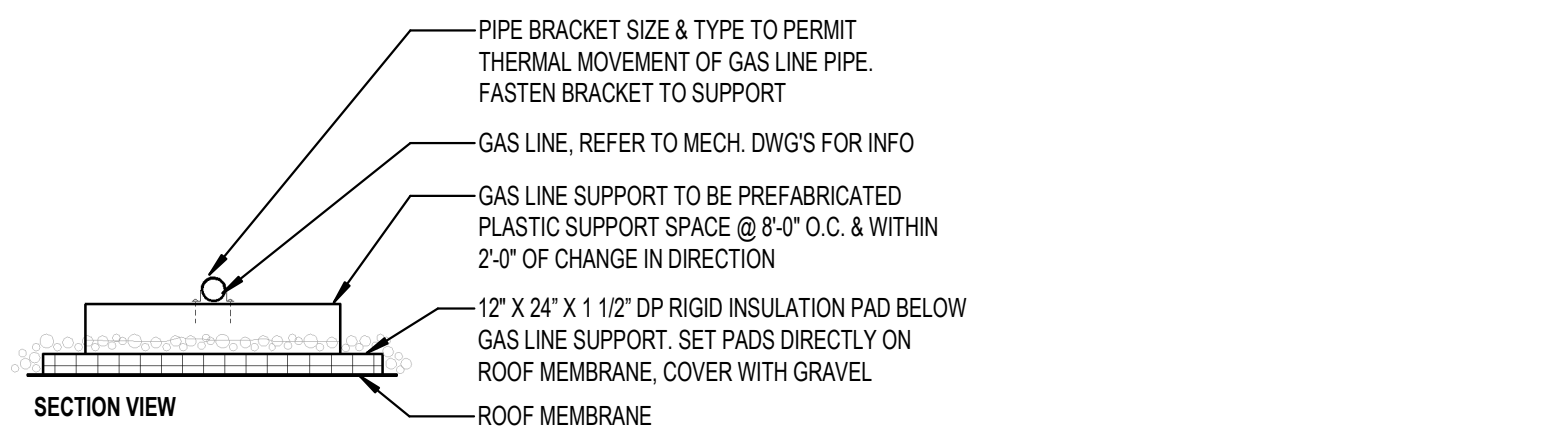 PIPE BRACKET SIZE & TYPE TO PERMIT
THERMAL MOVEMENT OF GAS LINE PIPE.
FASTEN BRACKET TO SUPPORT
GAS LINE, REFER TO MECH. DWG'S FOR INFO
GAS LINE SUPPORT TO BE PREFABRICATED
PLASTIC SUPPORT SPACE @ 8'-0" O.C. & WITHIN
2'-0" OF CHANGE IN DIRECTION
12" X 24” X 1 1/2” DP RIGID INSULATION PAD BELOW
GAS LINE SUPPORT. SET PADS DIRECTLY ON
ROOF MEMBRANE, COVER WITH GRAVEL
ROOF MEMBRANE
SECTION VIEW